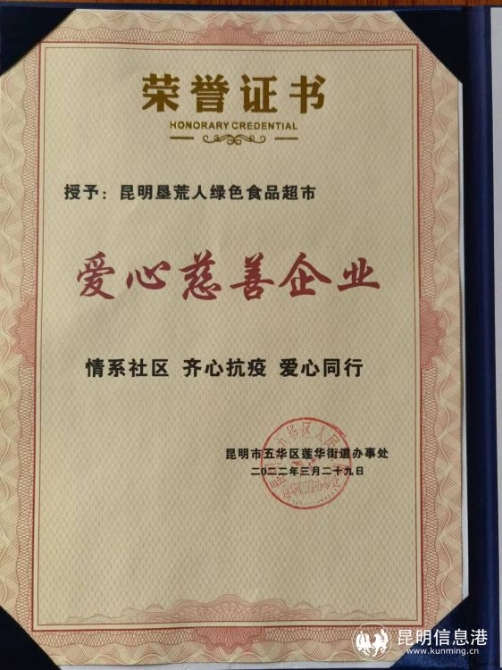 荣誉证书
HONORARY CREDENTIAL
授予：昆明垦荒人绿色食品超市
爱心慈善企业
情系社区 齐心抗疫 爱心同行
昆明市五华区莲华街道办事处
二〇二二年三月二十九日
昆明信息港
www.kunming.cn